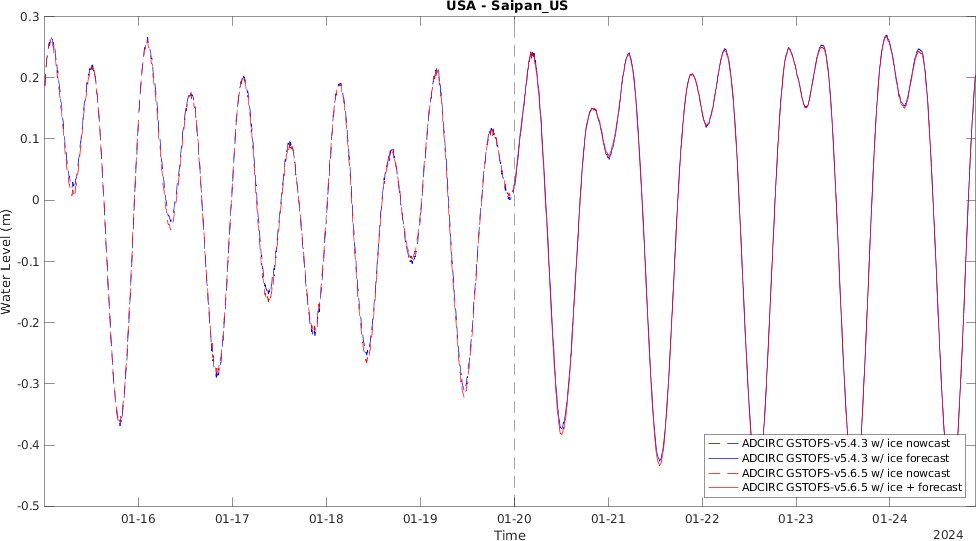 USA - Saipan_US
0.3
0.2
0.1
0
-0.1
-0.2
-0.3
-0.4
-0.5
Water Level (m)
01-16 01-17 01-18 01-19 01-20 01-21 01-22 01-23 01-24
Time
2024
ADCIRC GSTOFS-v5.4.3 w/ ice nowcast
ADCIRC GSTOFS-v5.4.3 w/ ice forecast
ADCIRC GSTOFS-v5.6.5 w/ ice nowcast
ADCIRC GSTOFS-v5.6.5 w/ ice + forecast